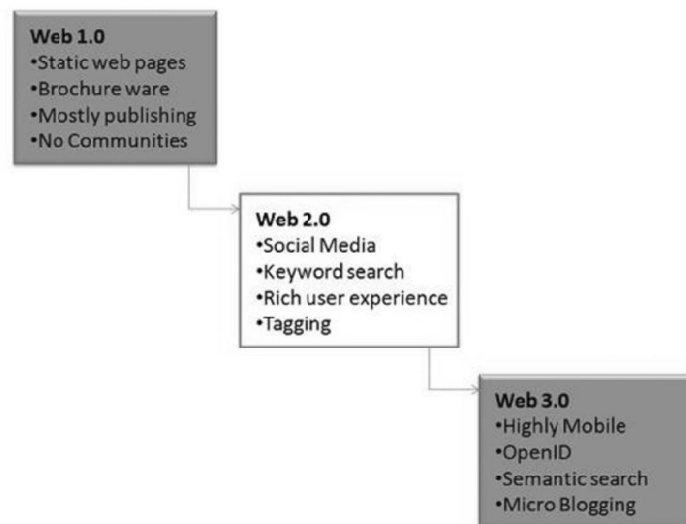 Web 1.0
•Static web pages
•Brochure ware
•Mostly publishing
•No Communities
Web 2.0
•Social Media
•Keyword search
•Rich user experience
•Tagging
Web 3.0
•Highly Mobile
•OpenID
•Semantic search
•Micro Blogging